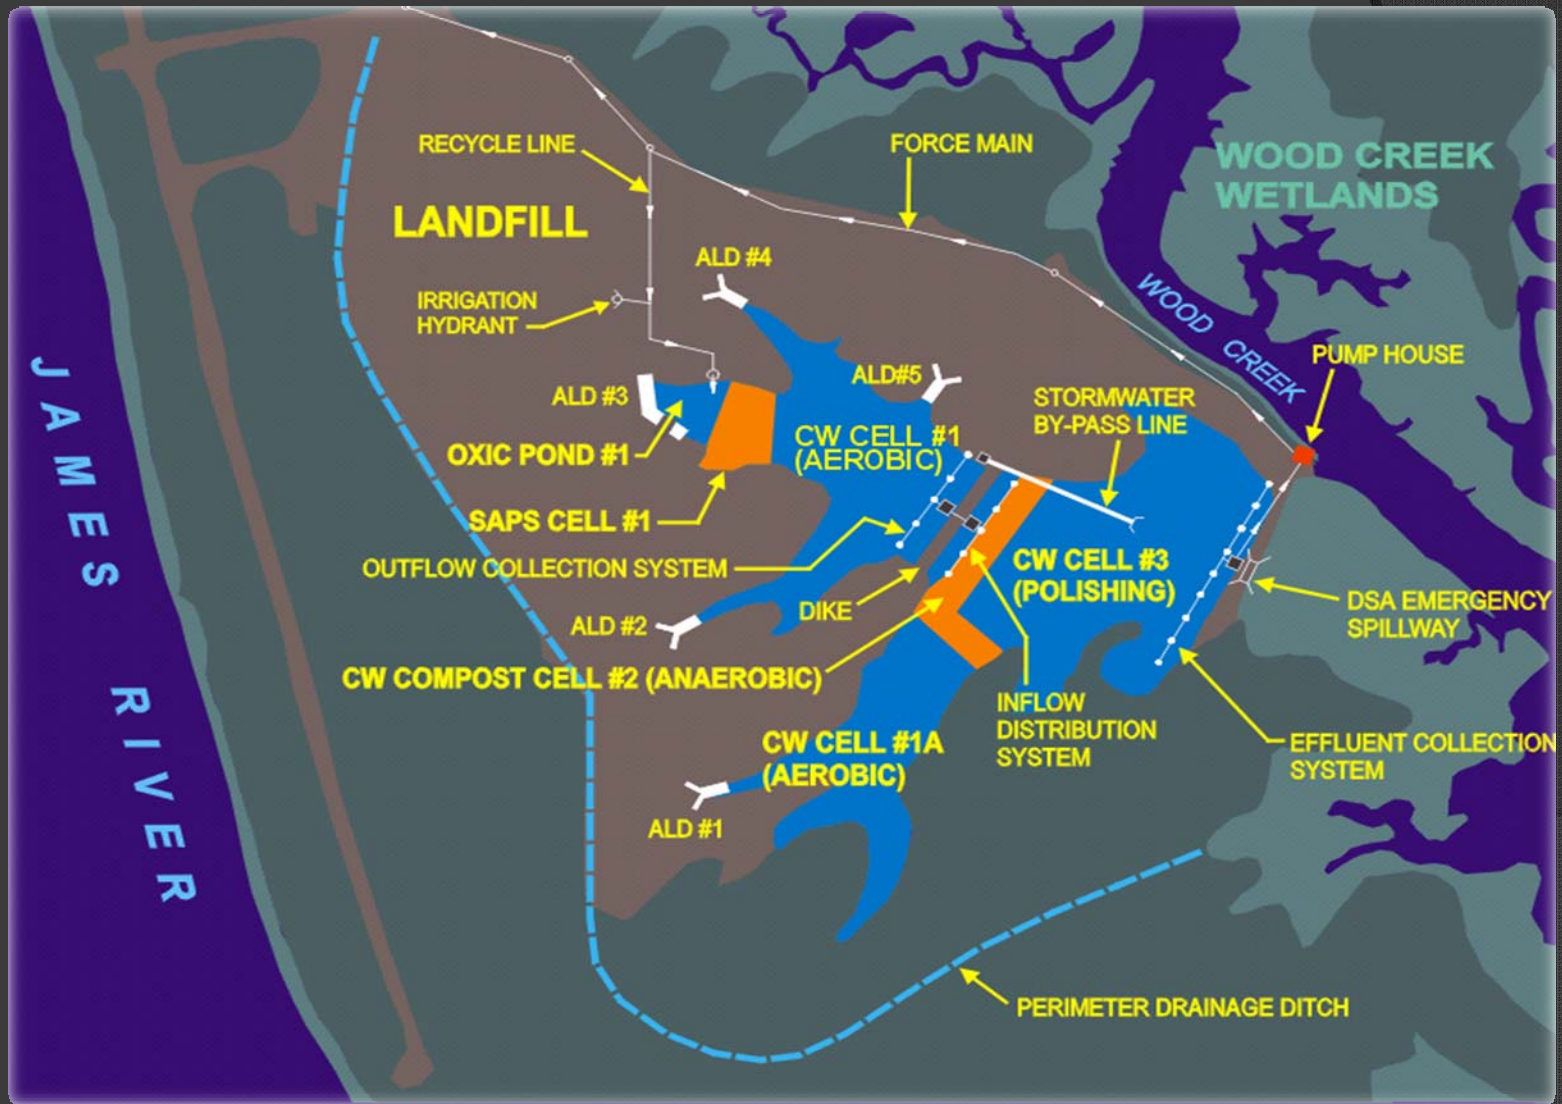 RECYCLE LINE
FORCE MAIN
WOOD CREEK
WETLANDS
LANDFILL
ALD #4
IRRIGATION
HYDRANT
WOOD CREEK
PUMP HOUSE
JAMES RIVER
ALD #3
ALD#5
STORMWATER
BY-PASS LINE
OXIC POND #1
CW CELL #1
(AEROBIC)
SAPS CELL #1
OUTFLOW COLLECTION SYSTEM
CW CELL #3
(POLISHING)
DIKE
DSA EMERGENCY
SPILLWAY
ALD #2
CW COMPOST CELL #2 (ANAEROBIC)
INFLOW
DISTRIBUTION
SYSTEM
CW CELL #1A
(AEROBIC)
EFFLUENT COLLECTION
SYSTEM
ALD #1
PERIMETER DRAINAGE DITCH